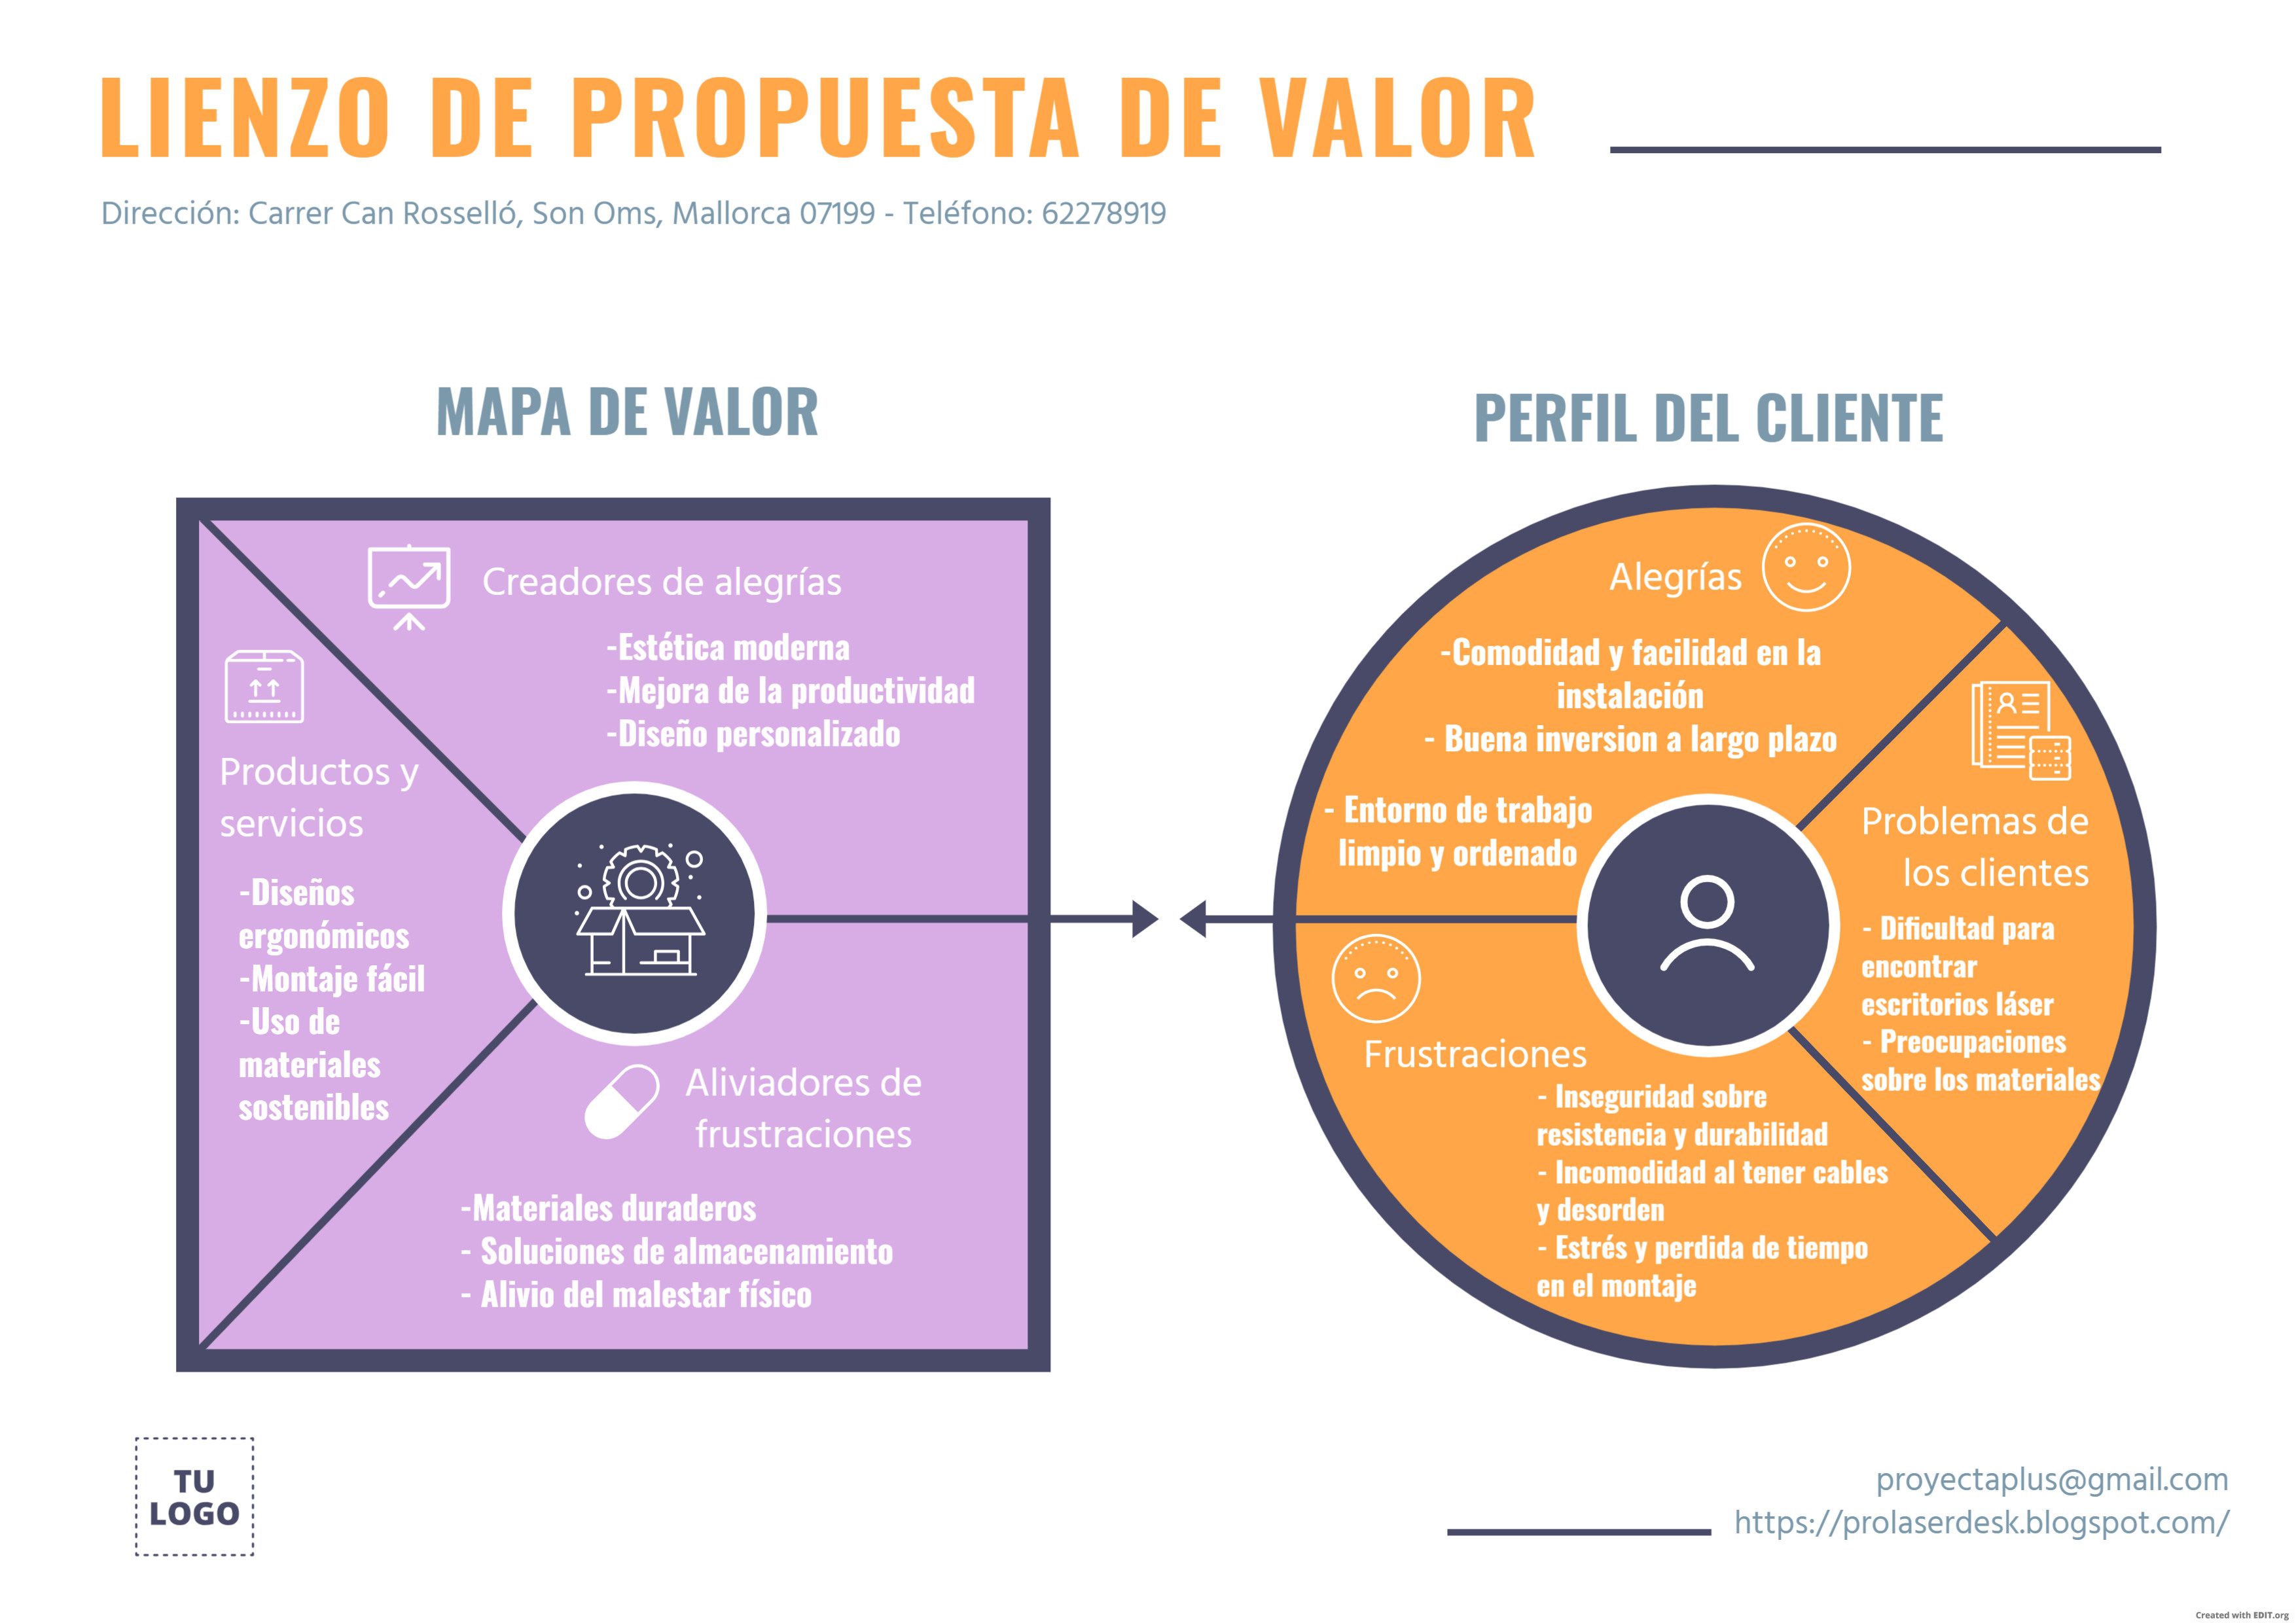 LIENZO DE PROPUESTA DE VALOR
Dirección: Carrer Can Rosselló, Son Oms, Mallorca 07199 - Teléfono: 62278919
MAPA DE VALOR
Creadores de alegrías
-Estética moderna
-Mejora de la productividad
-Diseño personalizado
Productos y
servicios
-Diseños
ergonómicos
-Montaje fácil
-Uso de
materiales
sostenibles
Aliviadores de
frustraciones
-Materiales duraderos
- Soluciones de almacenamiento
- Alivio del malestar físico
PERFIL DEL CLIENTE
Alegrías
-Comodidad y facilidad en la
instalación
- Buena inversion a largo plazo
- Entorno de trabajo
limpio y ordenado
Problemas de
los clientes
- Dificultad para
encontrar
escritorios láser
- Preocupaciones
sobre los materiales
Frustraciones
- Inseguridad sobre
resistencia y durabilidad
- Incomodidad al tener cables
y desorden
- Estrés y perdida de tiempo
en el montaje
TU
LOGO
proyectaplus@gmail.com
https://prolaserdesk.blogspot.com/
Created with EDIT.org